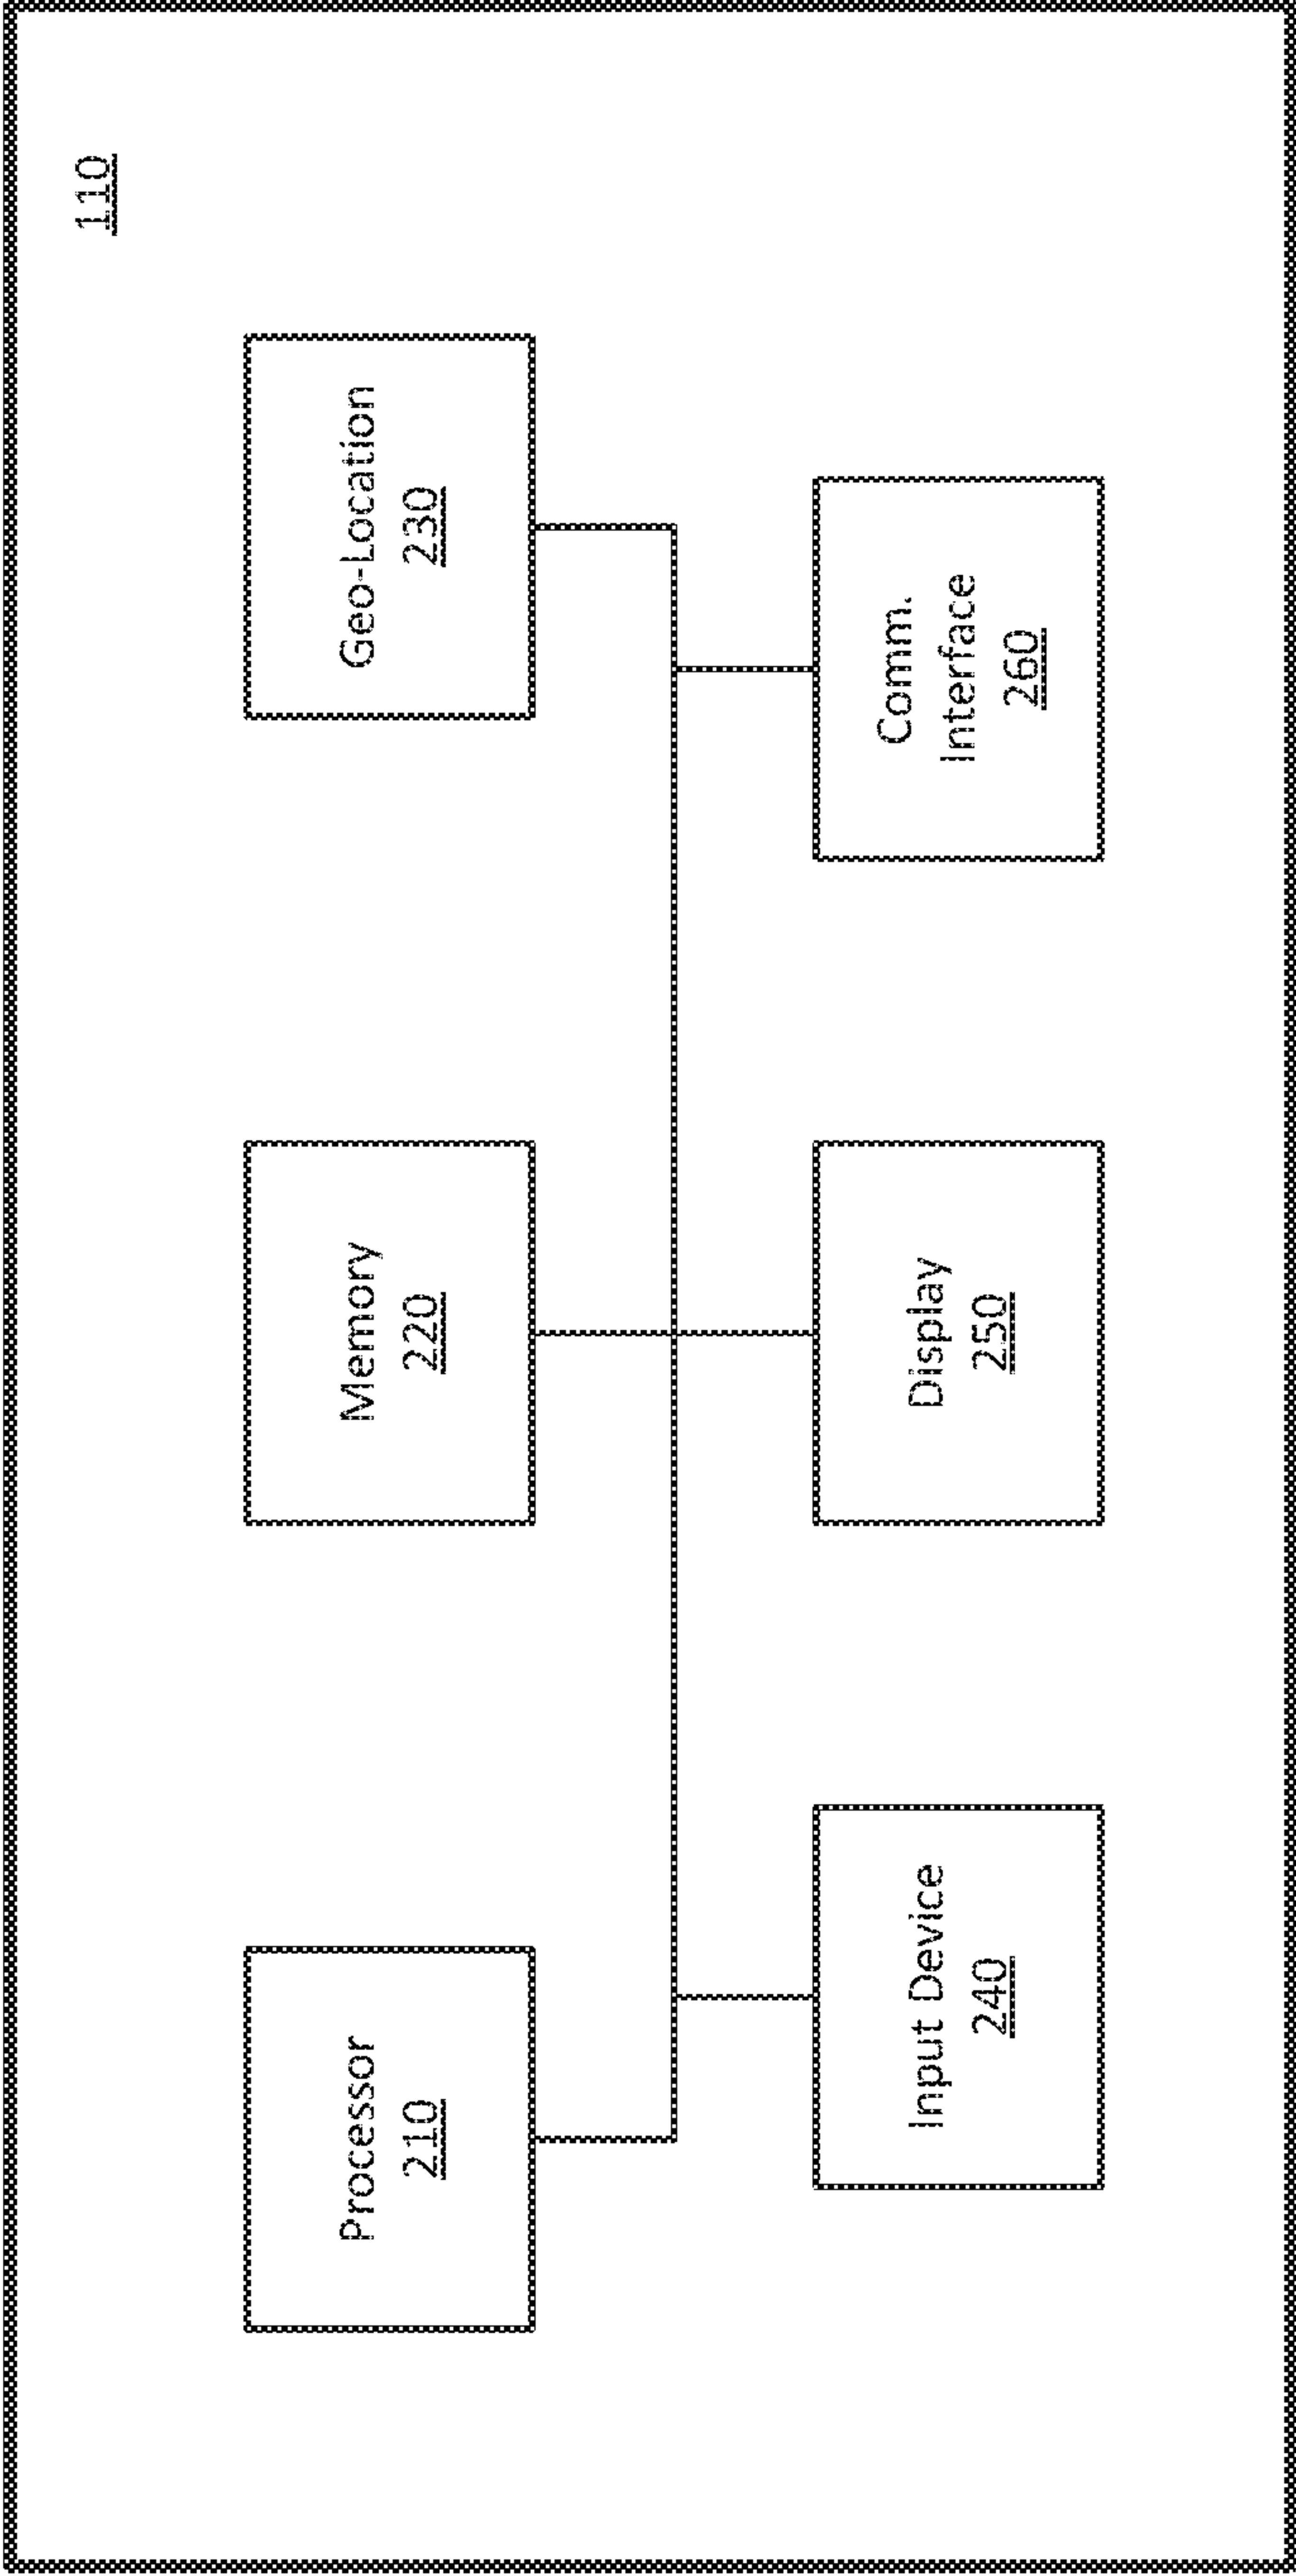 110
Processor
210
Memory
220
Geo-Location
230
Input Device
240
Display
250
Comm.
Interface
260